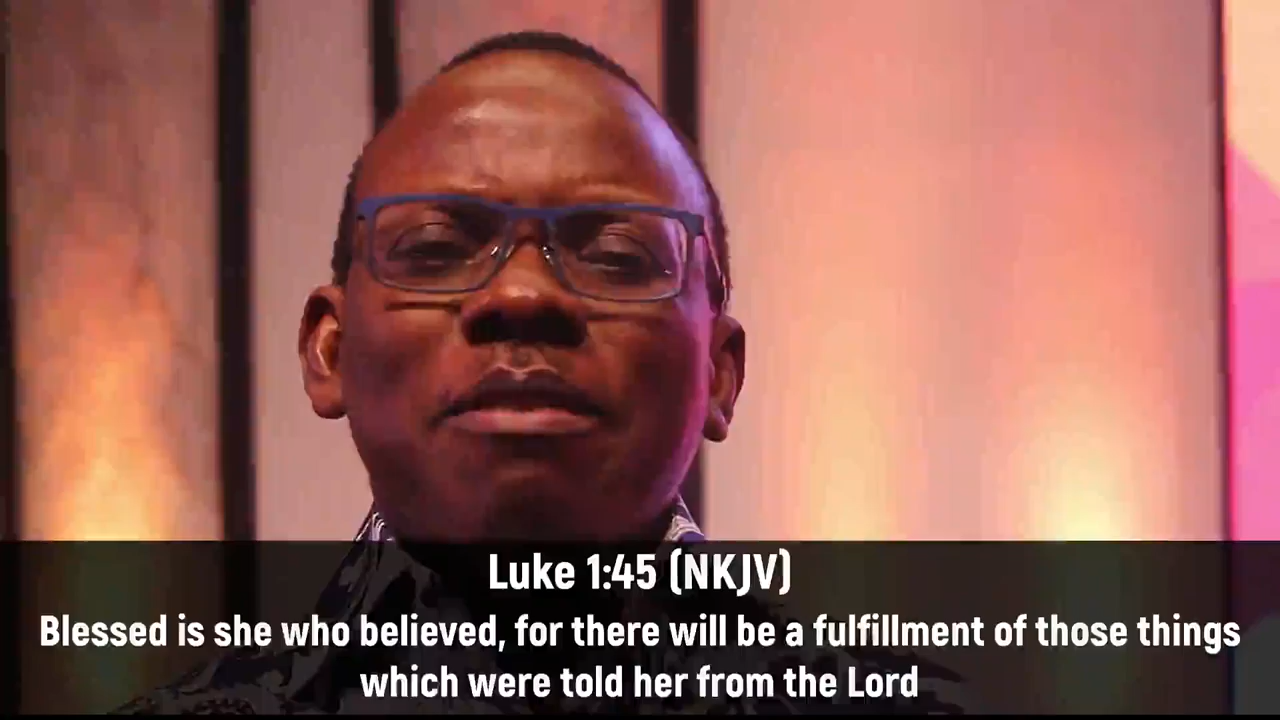 Luke 1:45 (NKJV)
Blessed is she who believed, for there will be a fulfillment of those things
which were told her from the Lord